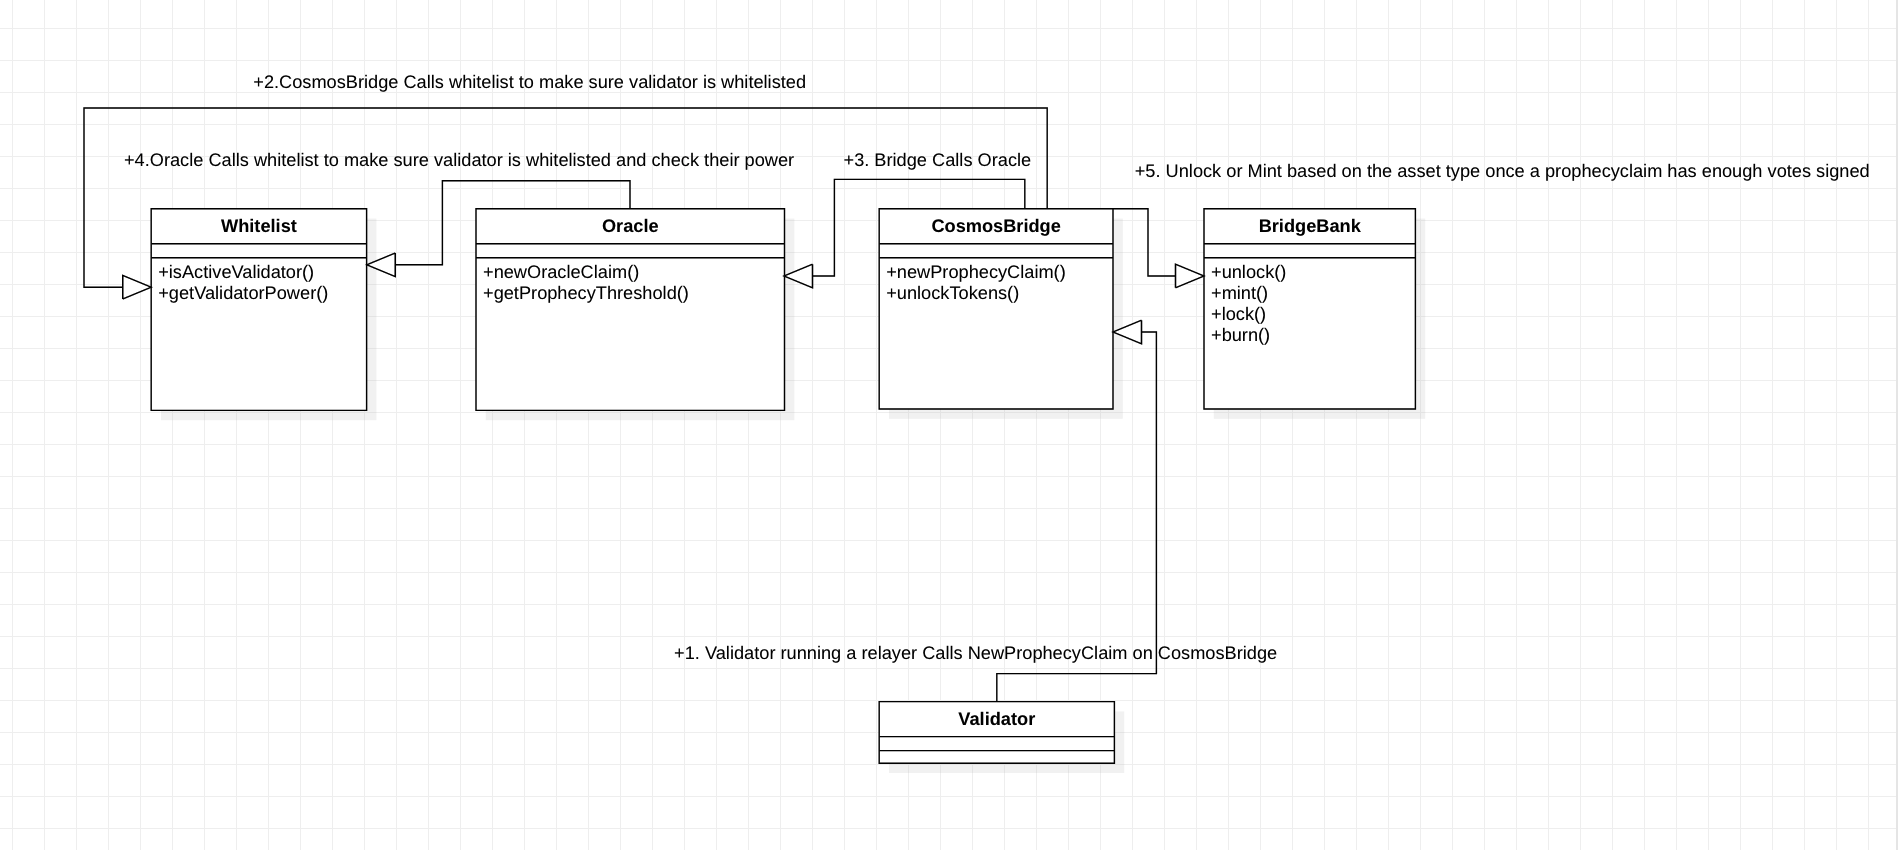 +2.CosmosBridge Calls whitelist to make sure validator is whitelisted
+4.Oracle Calls whitelist to make sure validator is whitelisted and check their power
+3. Bridge Calls Oracle
+5. Unlock or Mint based on the asset type once a prophecyclaim has enough votes signed
Whitelist
+isActiveValidator()
+getValidatorPower()
Oracle
+newOracleClaim()
+getProphecyThreshold()
CosmosBridge
+newProphecyClaim()
+unlockTokens()
BridgeBank
+unlock()
+mint()
+lock()
+burn()
+1. Validator running a relayer Calls NewProphecyClaim on CosmosBridge
Validator